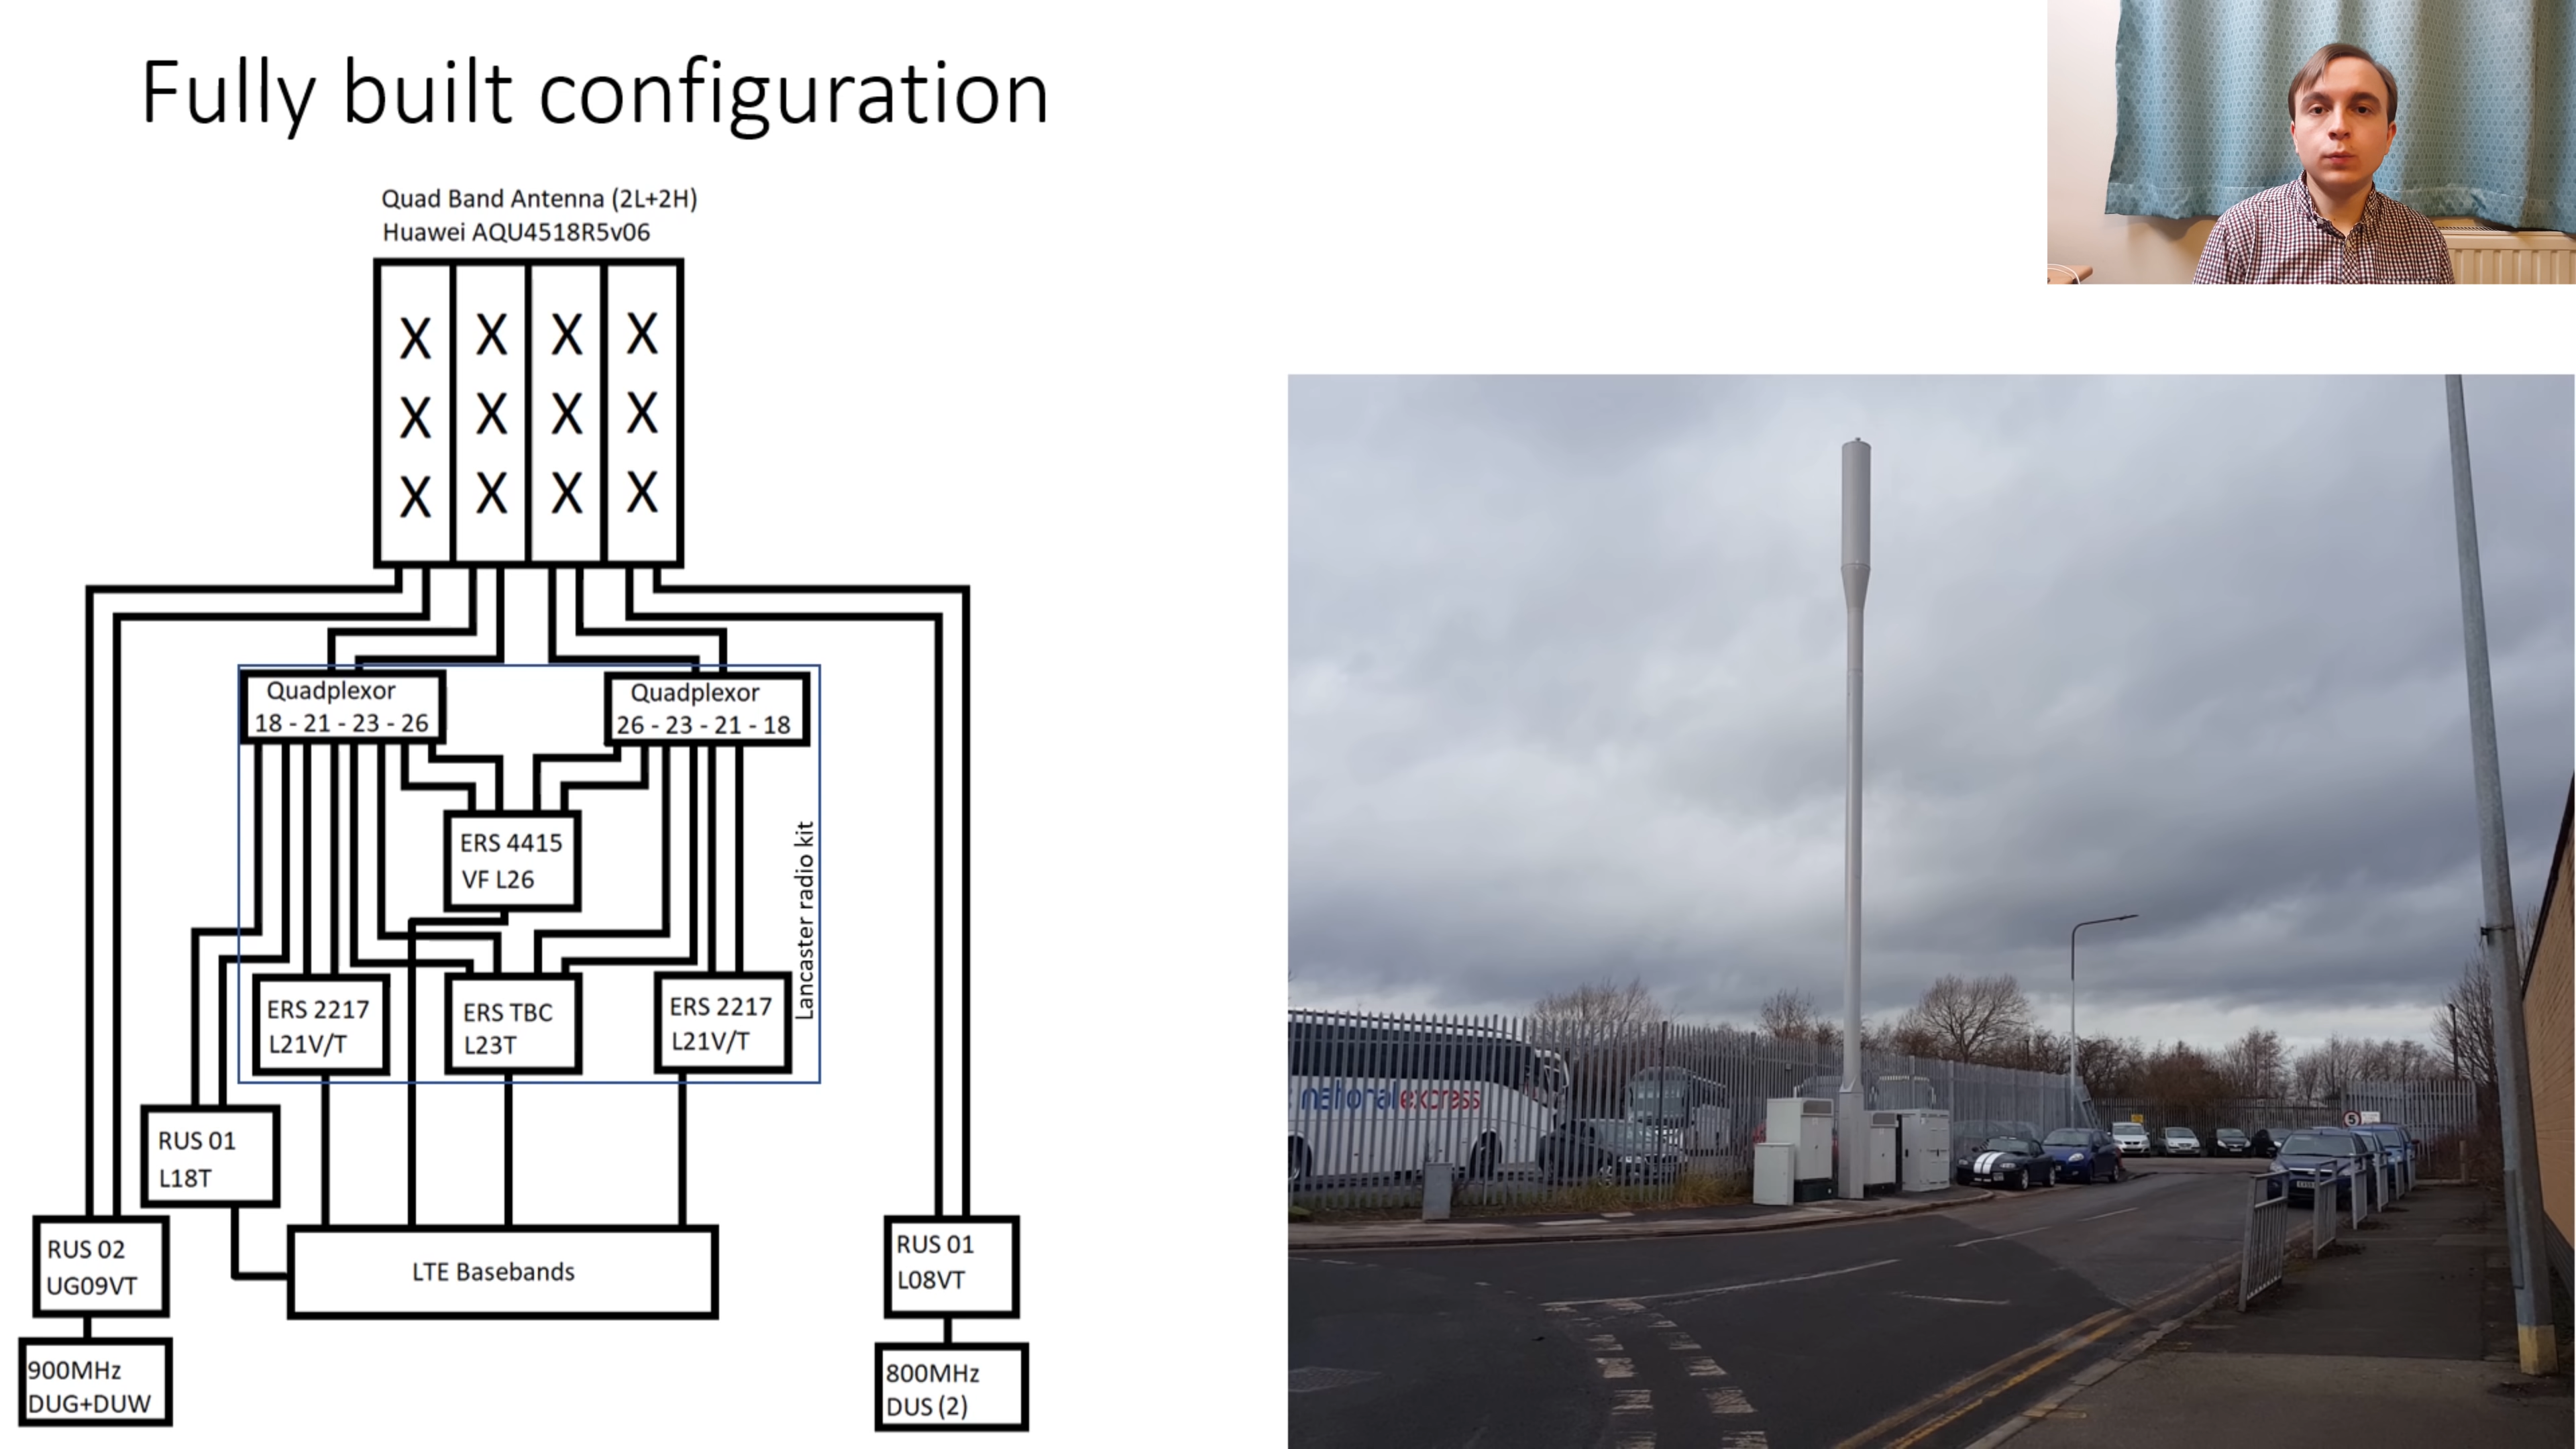 Fully built configuration
Quad Band Antenna (2L+2H)
Huawei AQU4518R5v06
X X X X
X X X X
X X X X
Quadplexor
18 - 21 - 23 - 26
Quadplexor
26 - 23 - 21 - 18
ERS 4415
VF L26
Lancaster radio kit
ERS 2217
L21V/T
ERS TBC
L23T
ERS 2217
L21V/T
RUS 01
L18T
RUS 02
UG09VT
LTE Basebands
RUS 01
L08VT
900MHz
DUG+DUW
800MHz
DUS (2)
national express
5